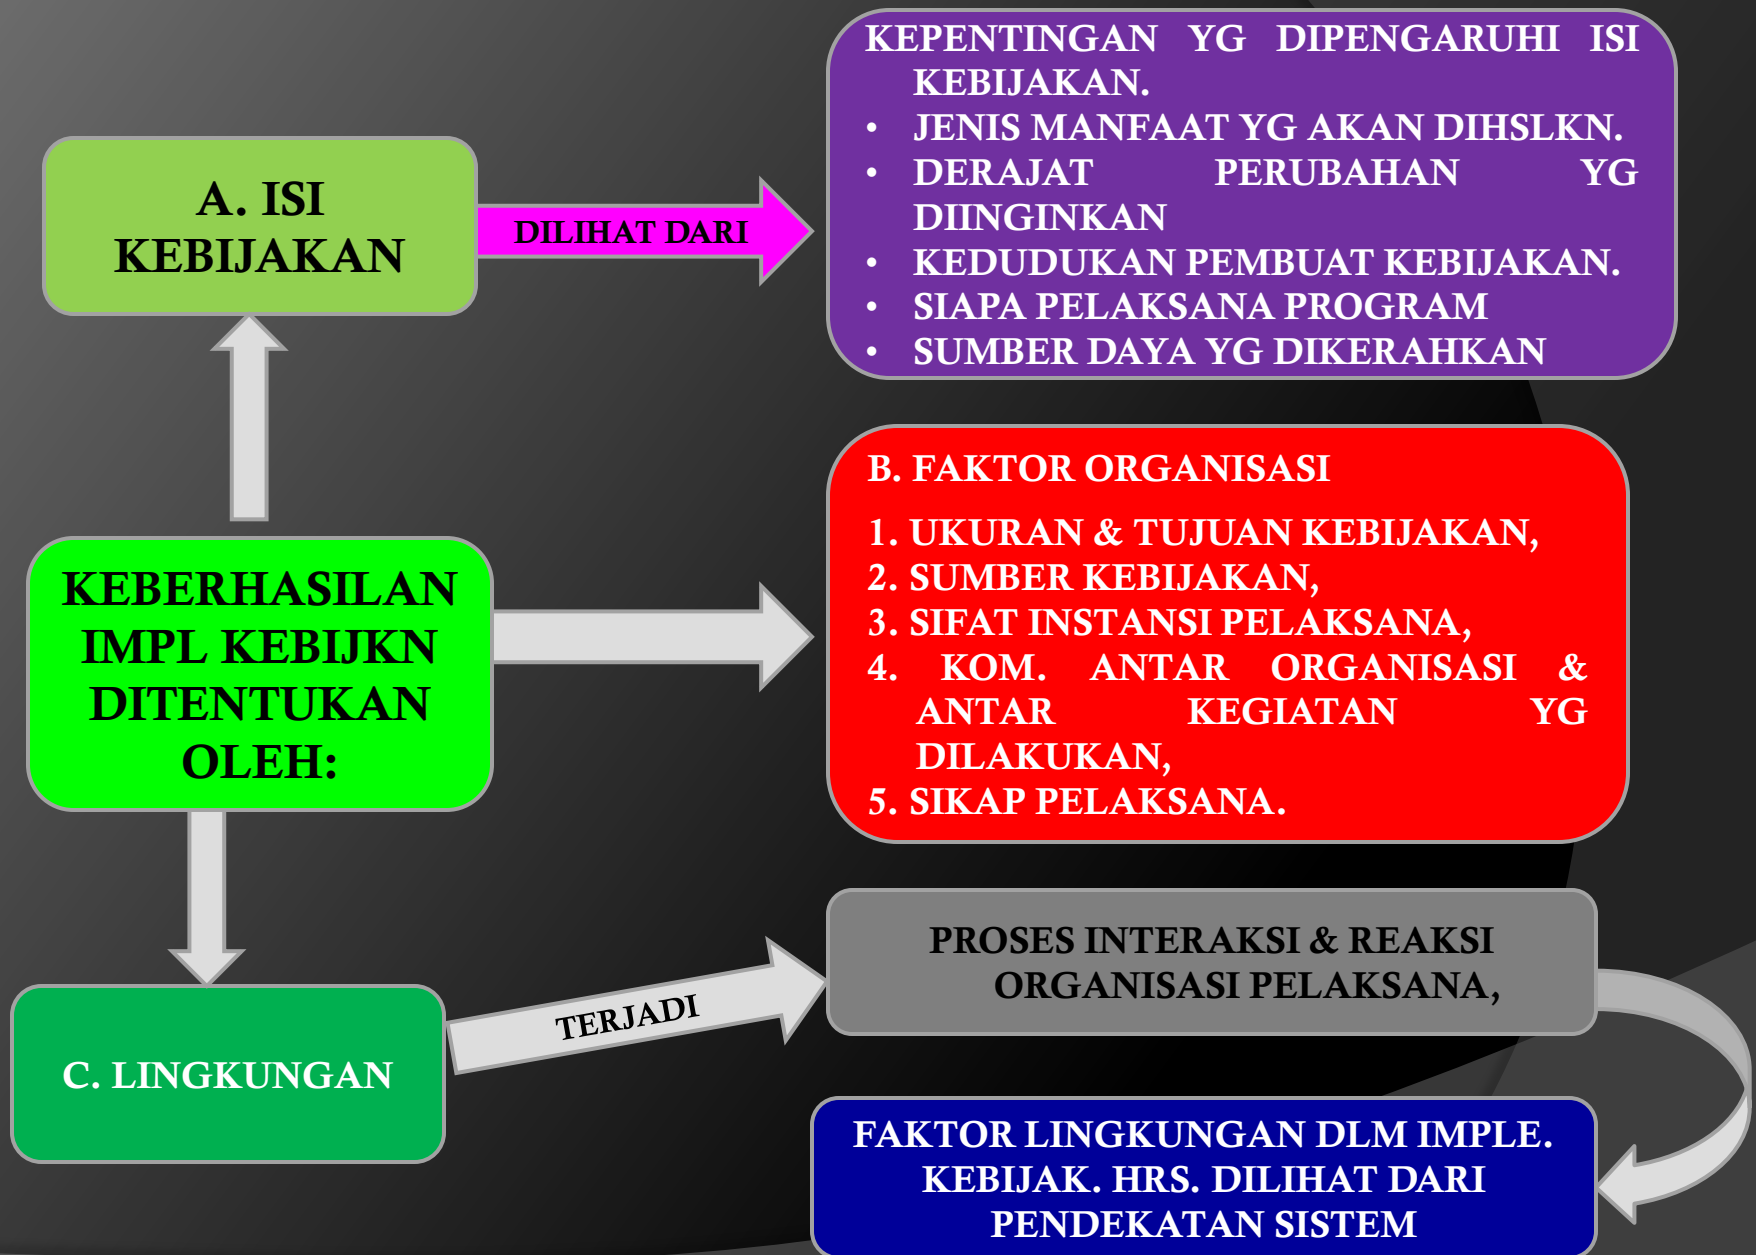 A. ISI
KEBIJAKAN
DILIHAT DARI
KEPENTINGAN YG DIPENGARUHI ISI
KEBIJAKAN.
• JENIS MANFAAT YG AKAN DIHSLKN.
• DERAJAT PERUBAHAN YG
DIINGINKAN
• KEDUDUKAN PEMBUAT KEBIJAKAN.
• SIAPA PELAKSANA PROGRAM
• SUMBER DAYA YG DIKERAHKAN
KEBERHASILAN
IMPL KEBIJKN
DITENTUKAN
OLEH:
B. FAKTOR ORGANISASI
1. UKURAN & TUJUAN KEBIJAKAN,
2. SUMBER KEBIJAKAN,
3. SIFAT INSTANSI PELAKSANA,
4. KOM. ANTAR ORGANISASI &
ANTAR KEGIATAN YG
DILAKUKAN,
5. SIKAP PELAKSANA.
C. LINGKUNGAN
TERJADI
PROSES INTERAKSI & REAKSI
ORGANISASI PELAKSANA,
FAKTOR LINGKUNGAN DLM IMPLE.
KEBIJAK. HRS. DILIHAT DARI
PENDEKATAN SISTEM